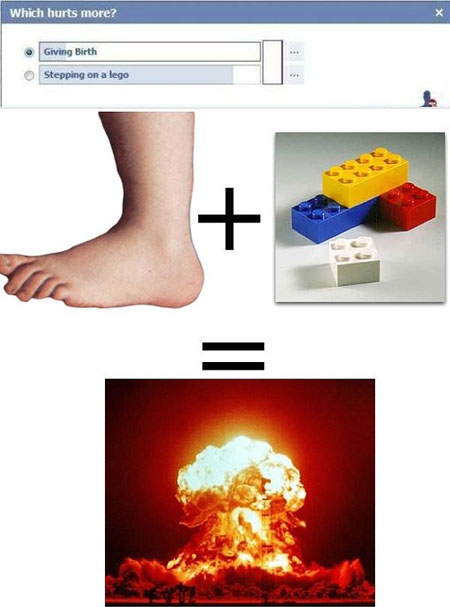 Which hurts more?
Giving Birth
...
Stepping on a lego
...
+
=